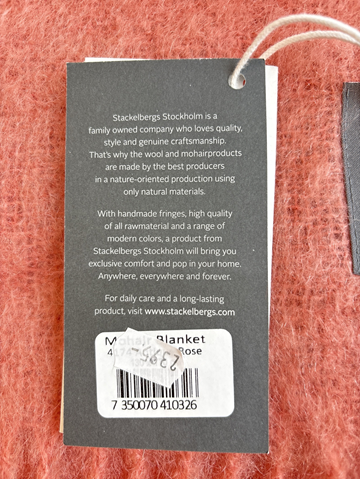 Stackelbergs Stockholm is a
family owned company who loves quality,
style and genuine craftsmanship.
That's why the wool and mohairproducts
are made by the best producers
in a nature-oriented production using
only natural materials.
With handmade fringes, high quality
of all rawmaterial and a range of
modern colors, a product from
Stackelbergs Stockholm will bring you
exclusive comfort and pop in your home.
Anywhere, everywhere and forever.
For daily care and a long-lasting
product, visit www.stackelbergs.com
Mohair Blanket
Rose
7 350070 410326